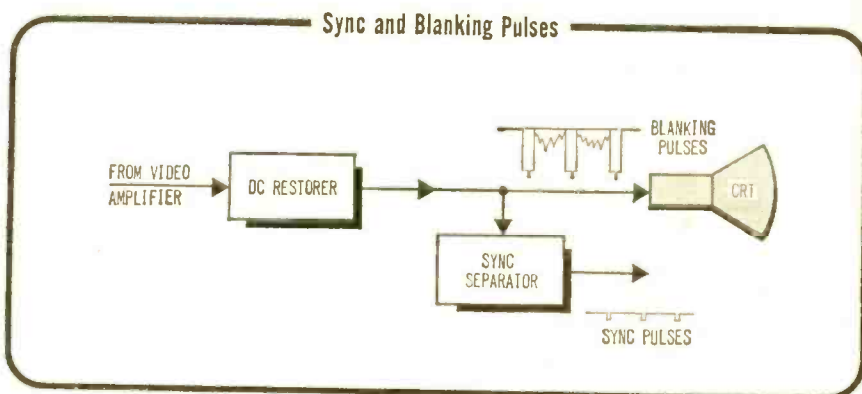 Sync and Blanking Pulses
FROM VIDEO
AMPLIFIER
DC RESTORER
BLANKING
PULSES
CRT
SYNC
SEPARATOR
SYNC PULSES